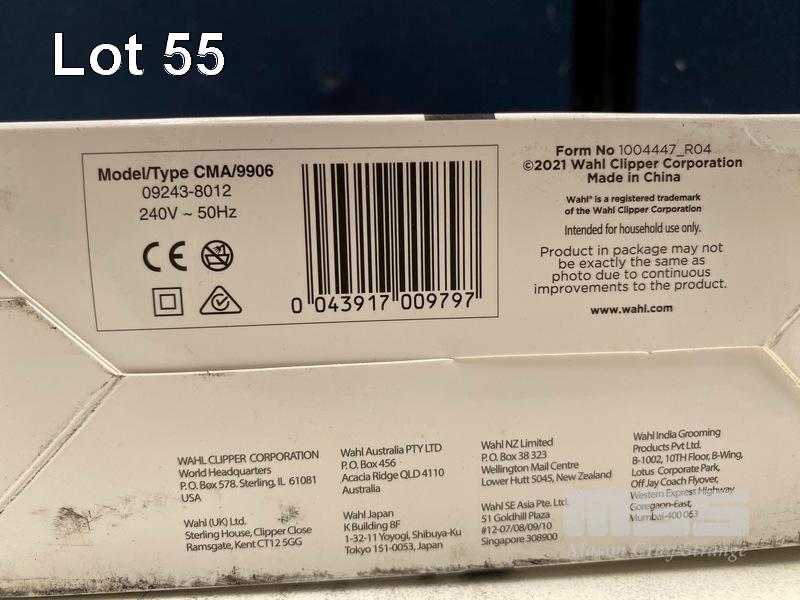 Lot 55
Model/Type CMA/9906
09243-8012
240V ~ 50Hz
CE
0 043917 009797
Form No 1004447_R04
©2021 Wahl Clipper Corporation
Made in China
Wahl® is a registered trademark
of the Wahl Clipper Corporation
Intended for household use only.
Product in package may not
be exactly the same as
photo due to continuous
improvements to the product.
www.wahl.com
WAHL CLIPPER CORPORATION
World Headquarters
P.O. Box 578. Sterling, IL 61081
USA
Wahl (UK) Ltd.
Sterling House, Clipper Close
Ramsgate, Kent CT12 5GG
Wahl Australia PTY LTD
P.O. Box 456
Acacia Ridge QLD 4110
Australia
Wahl Japan
K Building 8F
1-32-11 Yoyogi, Shibuya-Ku
Tokyo 151-0053, Japan
Wahl NZ Limited
P.O. Box 38 323
Wellington Mail Centre
Lower Hutt 5045, New Zealand
Wahl SE Asia Pte. Ltd.
51 Goldhill Plaza
#12-07/08/09/10
Singapore 308900
Wahl India Grooming
Products Pvt Ltd.
B-1002, 10TH Floor, B-Wing,
Lotus Corporate Park,
Off Jay Coach Flyover,
Western Express Highway
Goregaon-East,
Mumbai-400 063
MGS
Mason Gray Strange